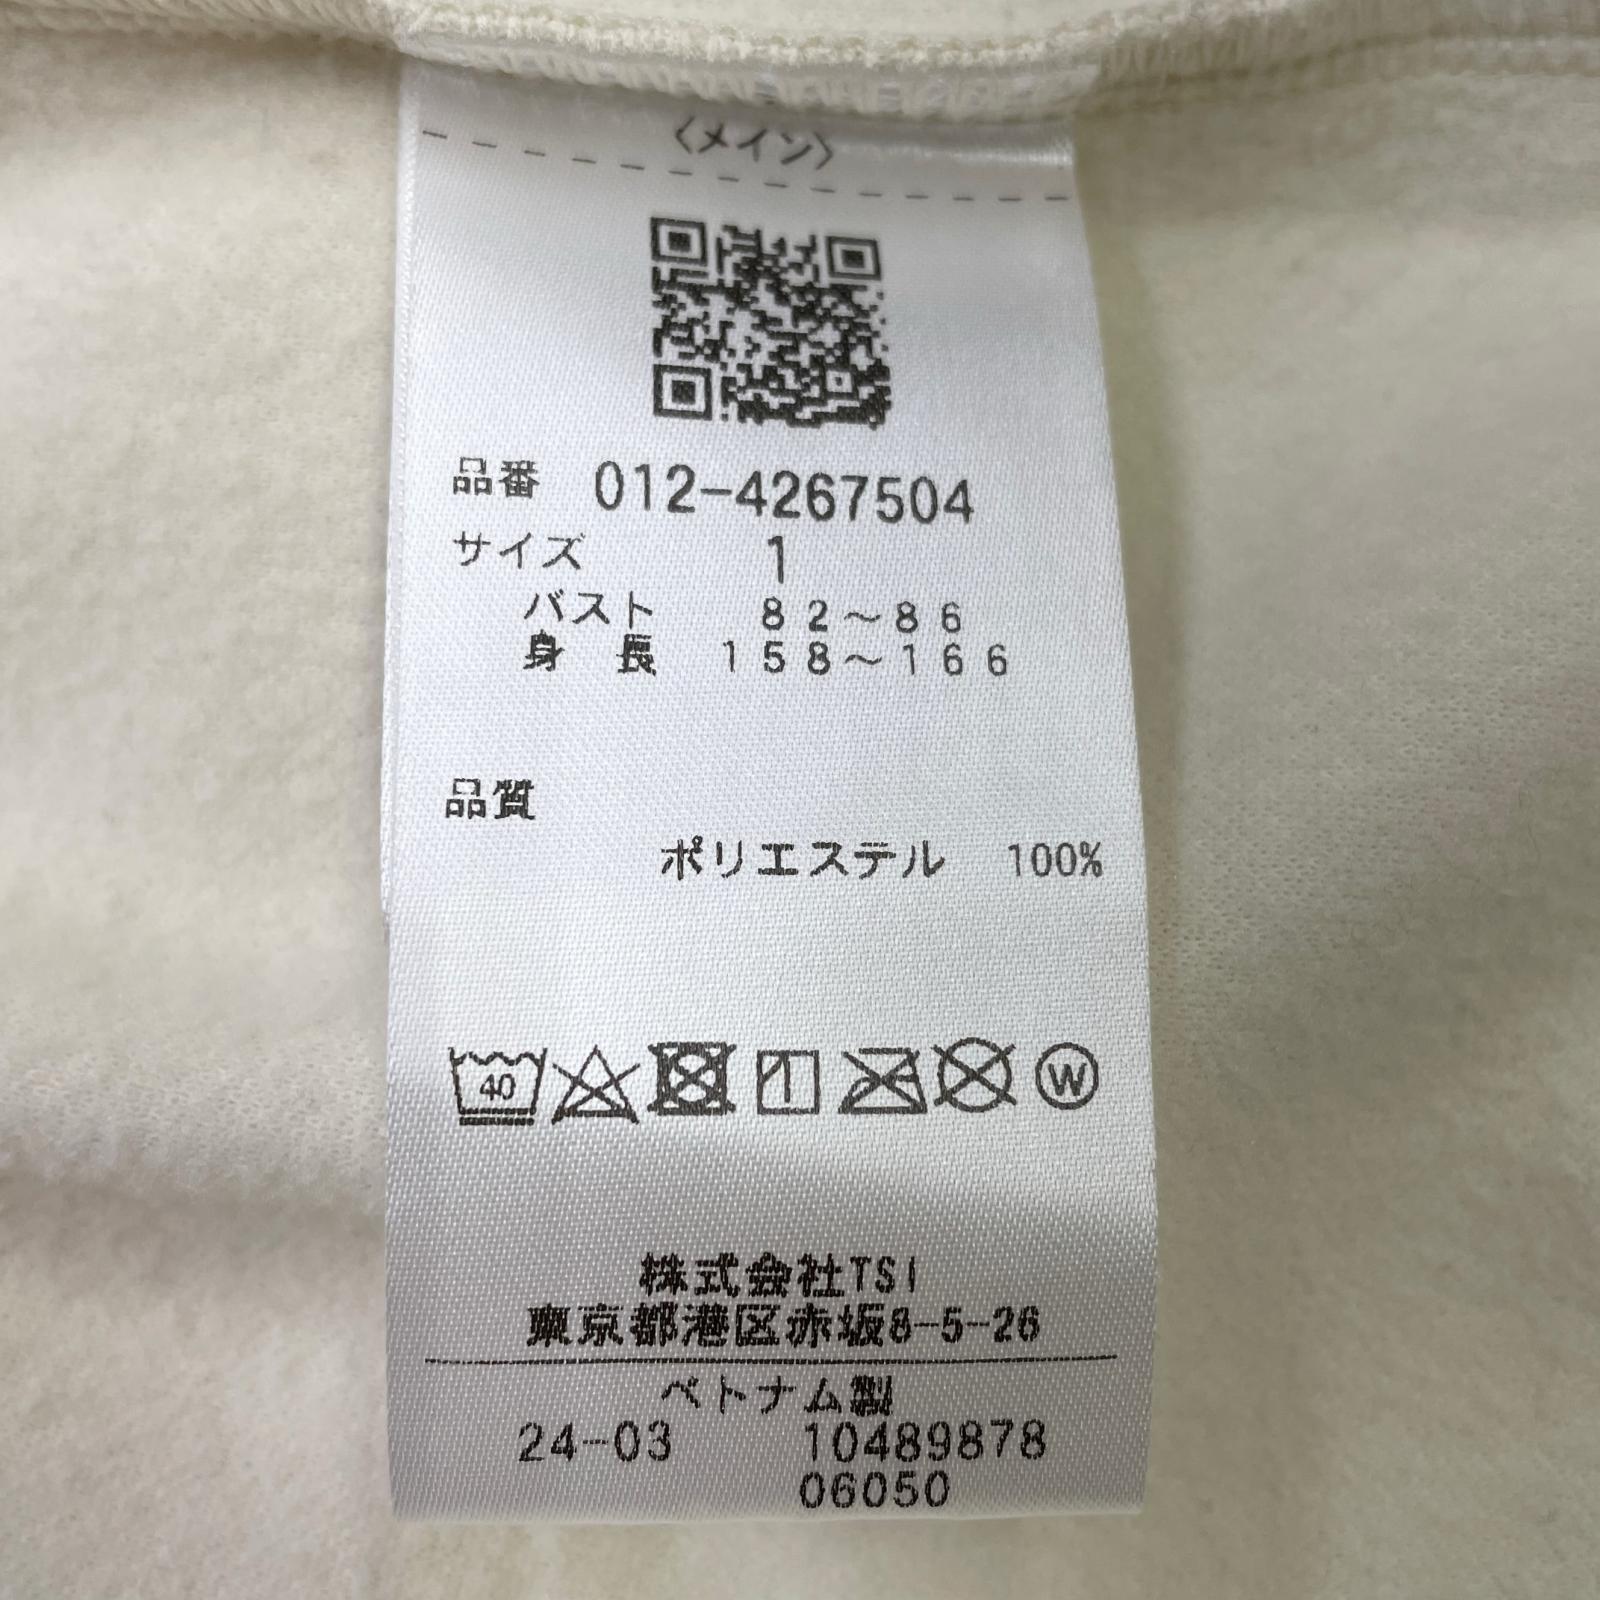 〈メイン〉
品番 012-4267504
サイズ 1
バスト 82～86
身長 158～166
品質
ポリエステル 100%
40
W
株式会社TSI
東京都港区赤坂8-5-26
ベトナム製
24-03 10489878
06050